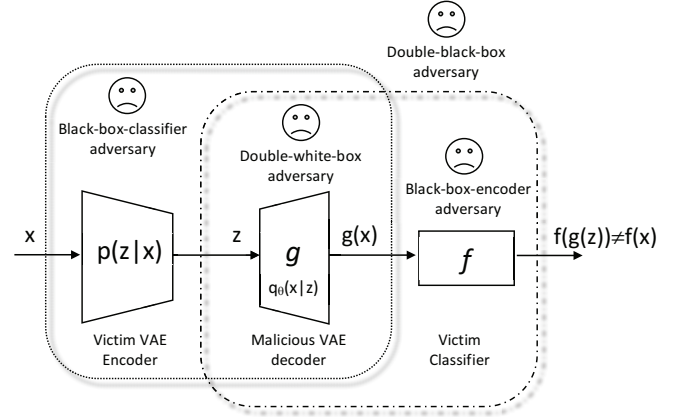 Double-black-box
adversary
Black-box-classifier
adversary
Double-white-box
adversary
Black-box-encoder
adversary
x
p(z|x)
z
g
qθ(x|z)
g(x)
f
f(g(z))≠f(x)
Victim VAE
Encoder
Malicious VAE
decoder
Victim
Classifier